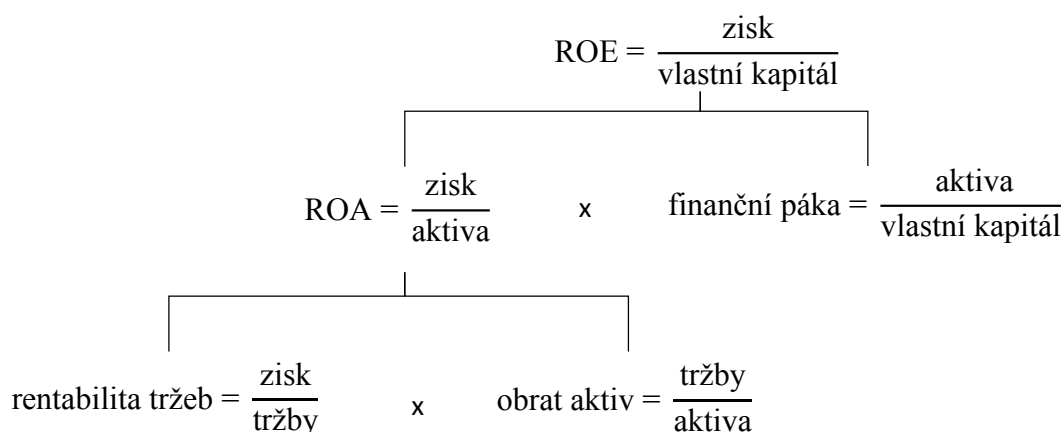 ROE = zisk / vlastní kapitál
ROA = zisk / aktiva x finanční páka = aktiva / vlastní kapitál
rentabilita tržeb = zisk / tržby x obrat aktiv = tržby / aktiva